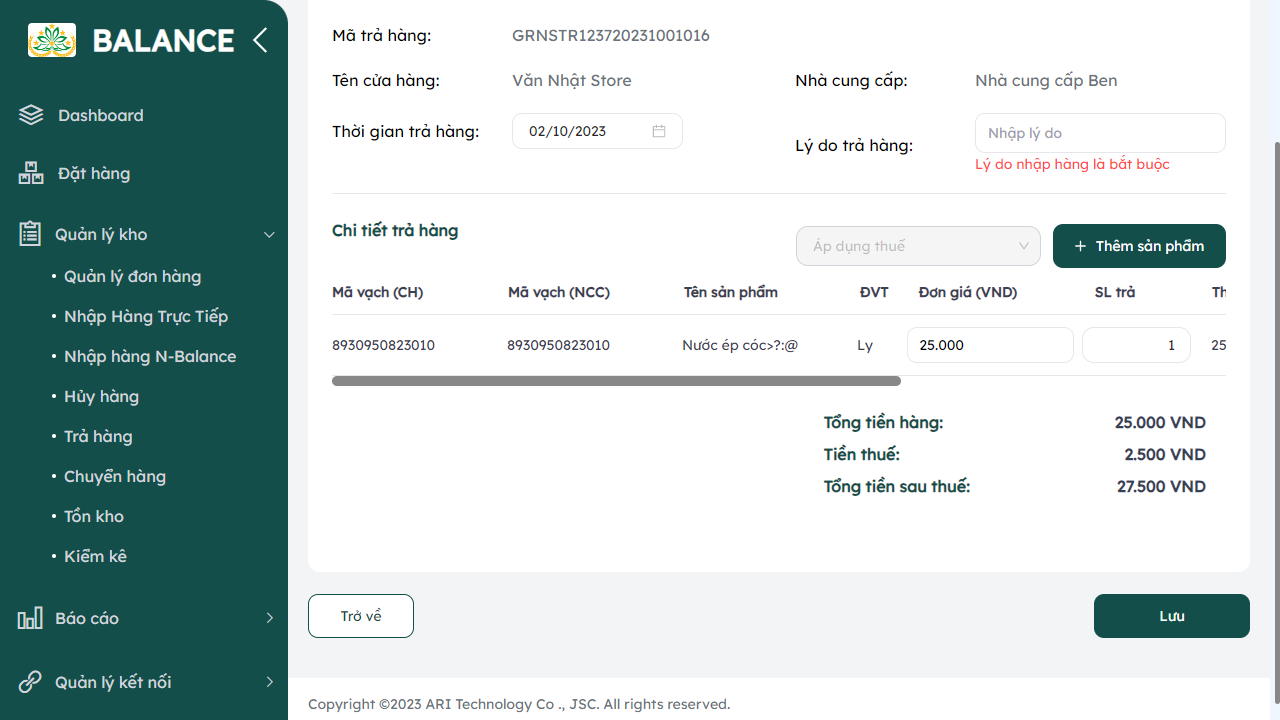 BALANCE
Dashboard
Đặt hàng
Quản lý kho
Quản lý đơn hàng
Nhập Hàng Trực Tiếp
Nhập hàng N-Balance
Hủy hàng
Trả hàng
Chuyển hàng
Tồn kho
Kiểm kê
Báo cáo
Quản lý kết nối
Mã trả hàng: GRNSTR123720231001016
Tên cửa hàng: Văn Nhật Store Nhà cung cấp: Nhà cung cấp Ben
Thời gian trả hàng: 02/10/2023 Lý do trả hàng: Nhập lý do
Lý do nhập hàng là bắt buộc
Chi tiết trả hàng Áp dụng thuế Thêm sản phẩm
Mã vạch (CH) Mã vạch (NCC) Tên sản phẩm ĐVT Đơn giá (VND) SL trả Th
8930950823010 8930950823010 Nước ép cóc>?:@ Ly 25.000 1 25
Tổng tiền hàng: 25.000 VND
Tiền thuế: 2.500 VND
Tổng tiền sau thuế: 27.500 VND
Trở về Lưu
Copyright ©2023 ARI Technology Co ., JSC. All rights reserved.